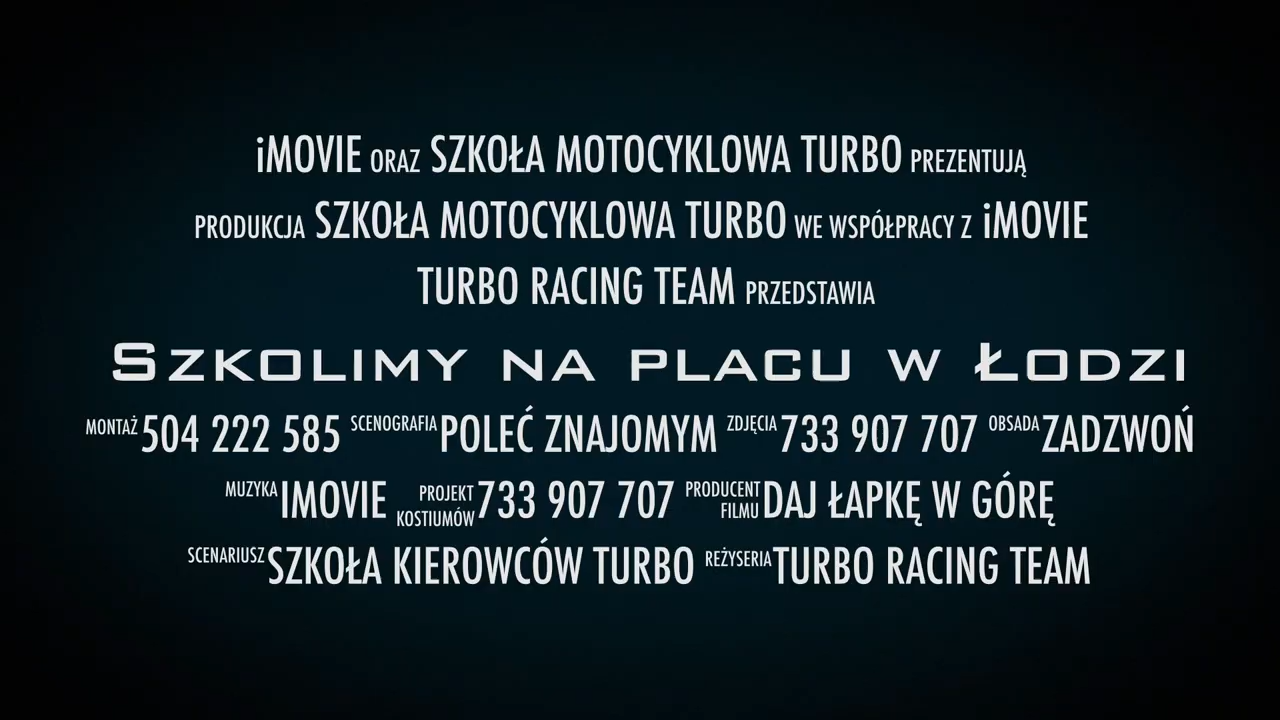 iMOVIE ORAZ SZKOŁA MOTOCYKLOWA TURBO PREZENTUJĄ
PRODUKCJA SZKOŁA MOTOCYKLOWA TURBO WE WSPÓŁPRACY Z iMOVIE
TURBO RACING TEAM PRZEDSTAWIA
SZKOLIMY NA PLACU W ŁODZI
MONTAŻ 504 222 585 SCENOGRAFIA POLEĆ ZNAJOMYM ZDJĘCIA 733 907 707 OBSADA ZADZWOŃ
MUZYKA IMOVIE PROJEKT KOSTIUMÓW 733 907 707 PRODUCENT FILMU DAJ ŁAPKĘ W GÓRĘ
SCENARIUSZ SZKOŁA KIEROWCÓW TURBO REŻYSERIA TURBO RACING TEAM